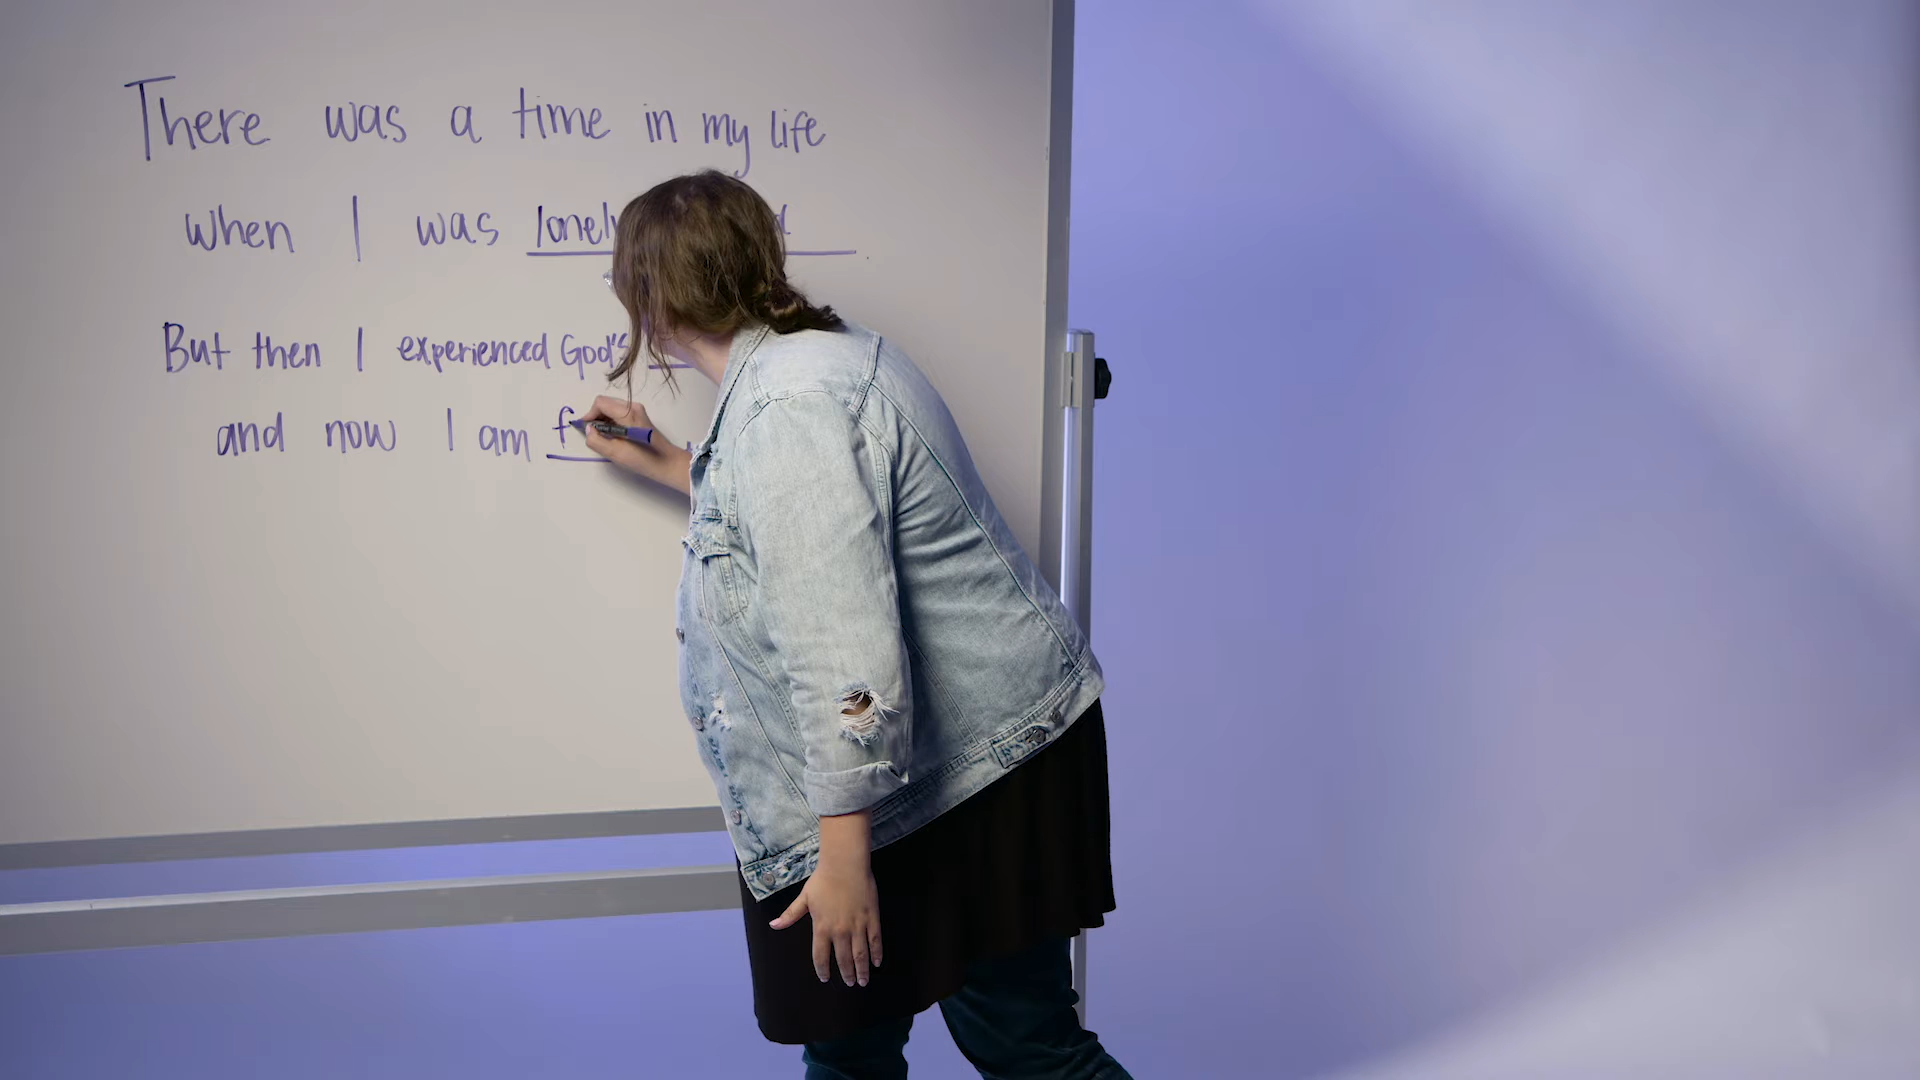 There was a time in my life
when I was lonely
But then I experienced God's
and now I am